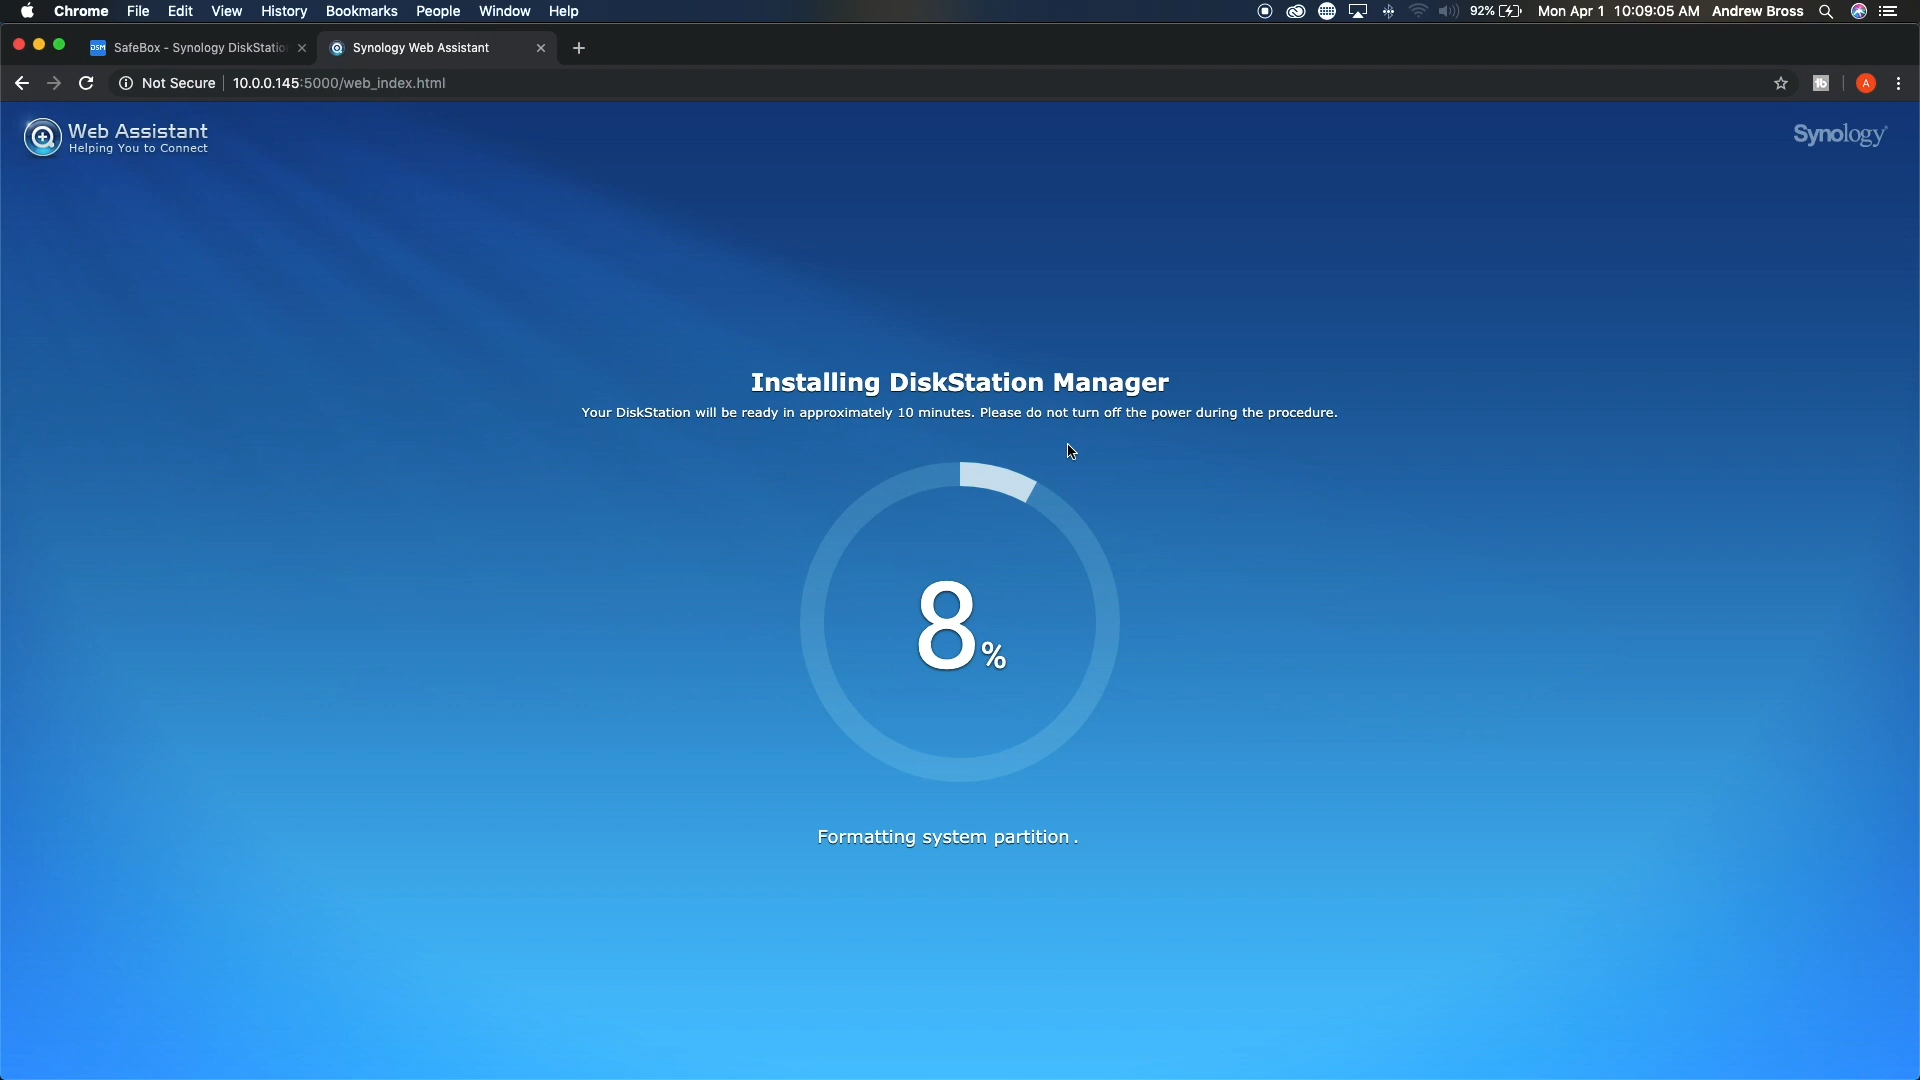 Chrome File Edit View History Bookmarks People Window Help 92% Mon Apr 1 10:09:05 AM Andrew Bross
DSM SafeBox - Synology DiskStatio Synology Web Assistant
Not Secure 10.0.0.145:5000/web_index.html tb A
Web Assistant
Helping You to Connect
Synology
Installing DiskStation Manager
Your DiskStation will be ready in approximately 10 minutes. Please do not turn off the power during the procedure.
8%
Formatting system partition .